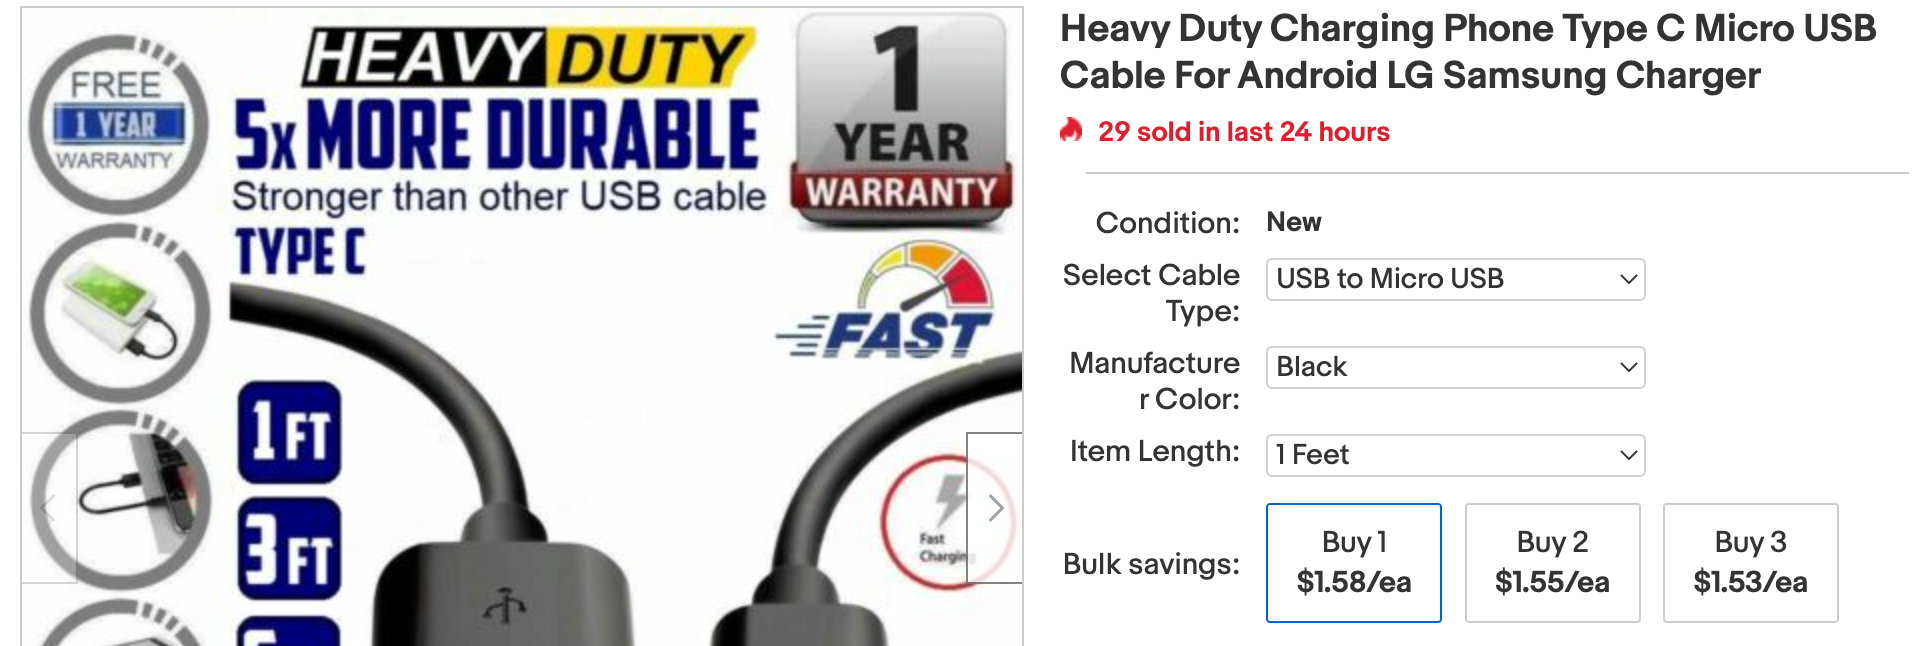 FREE
1 YEAR
WARRANTY
HEAVY DUTY
5x MORE DURABLE
Stronger than other USB cable
TYPE C
1
YEAR
WARRANTY
FAST
1 FT
3 FT
Fast
Charging
Heavy Duty Charging Phone Type C Micro USB
Cable For Android LG Samsung Charger
29 sold in last 24 hours
Condition: New
Select Cable
Type:
USB to Micro USB
Manufacture
r Color:
Black
Item Length: 1 Feet
Bulk savings:
Buy 1
$1.58/ea
Buy 2
$1.55/ea
Buy 3
$1.53/ea